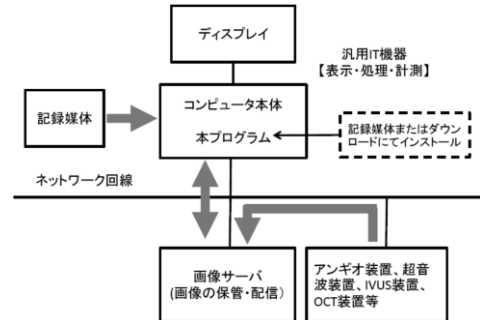 ディスプレイ
汎用IT機器
【表示・処理・計測】
コンピュータ本体
本プログラム
記録媒体
記録媒体またはダウン
ロードにてインストール
ネットワーク回線
画像サーバ
(画像の保管・配信)
アンギオ装置、超音
波装置、IVUS装置、
OCT装置等